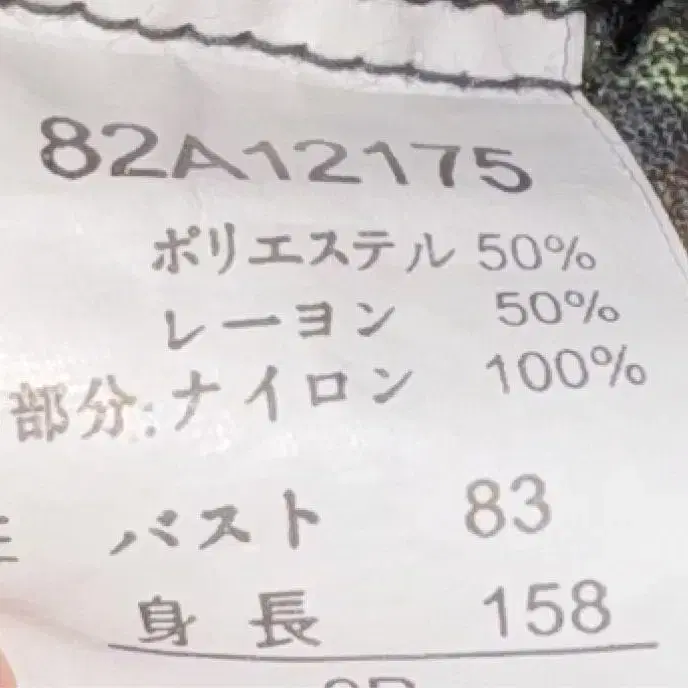 82A12175
ポリエステル 50%
レーヨン 50%
部分:ナイロン 100%
バスト 83
身長 158